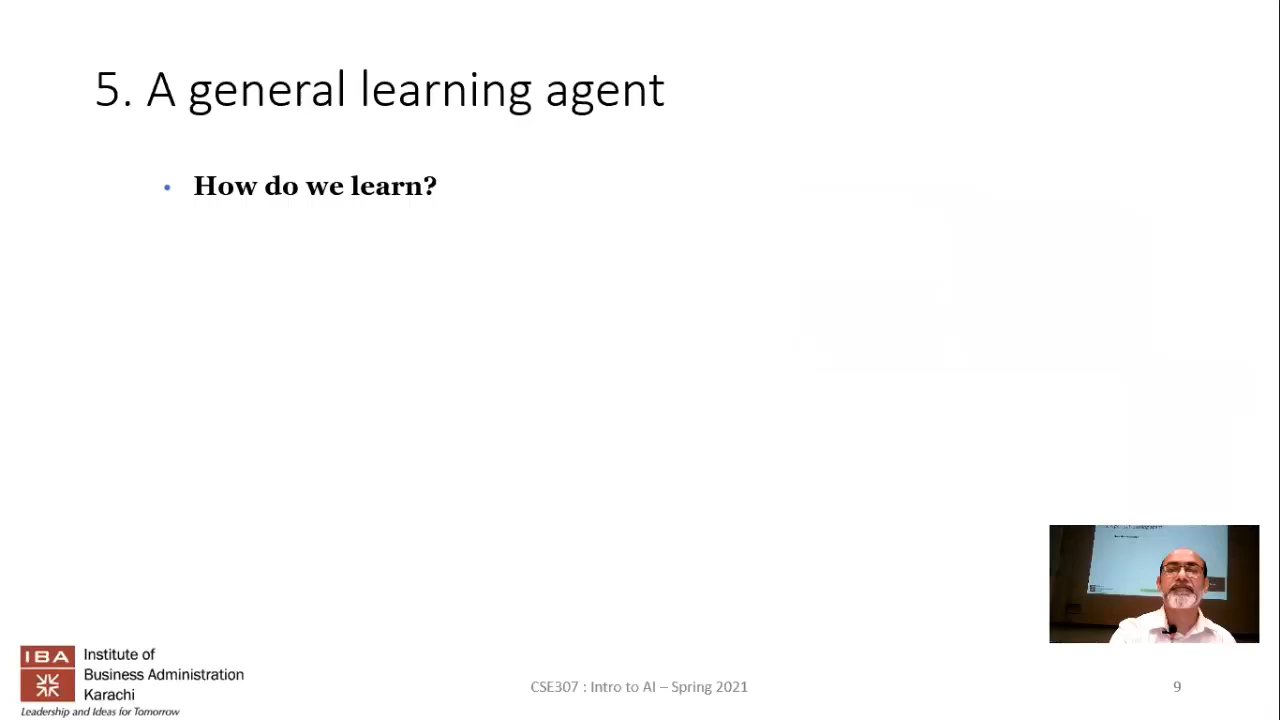 5. A general learning agent
• How do we learn?
IBA
Institute of
Business Administration
Karachi
Leadership and Ideas for Tomorrow
CSE307 : Intro to AI – Spring 2021
9